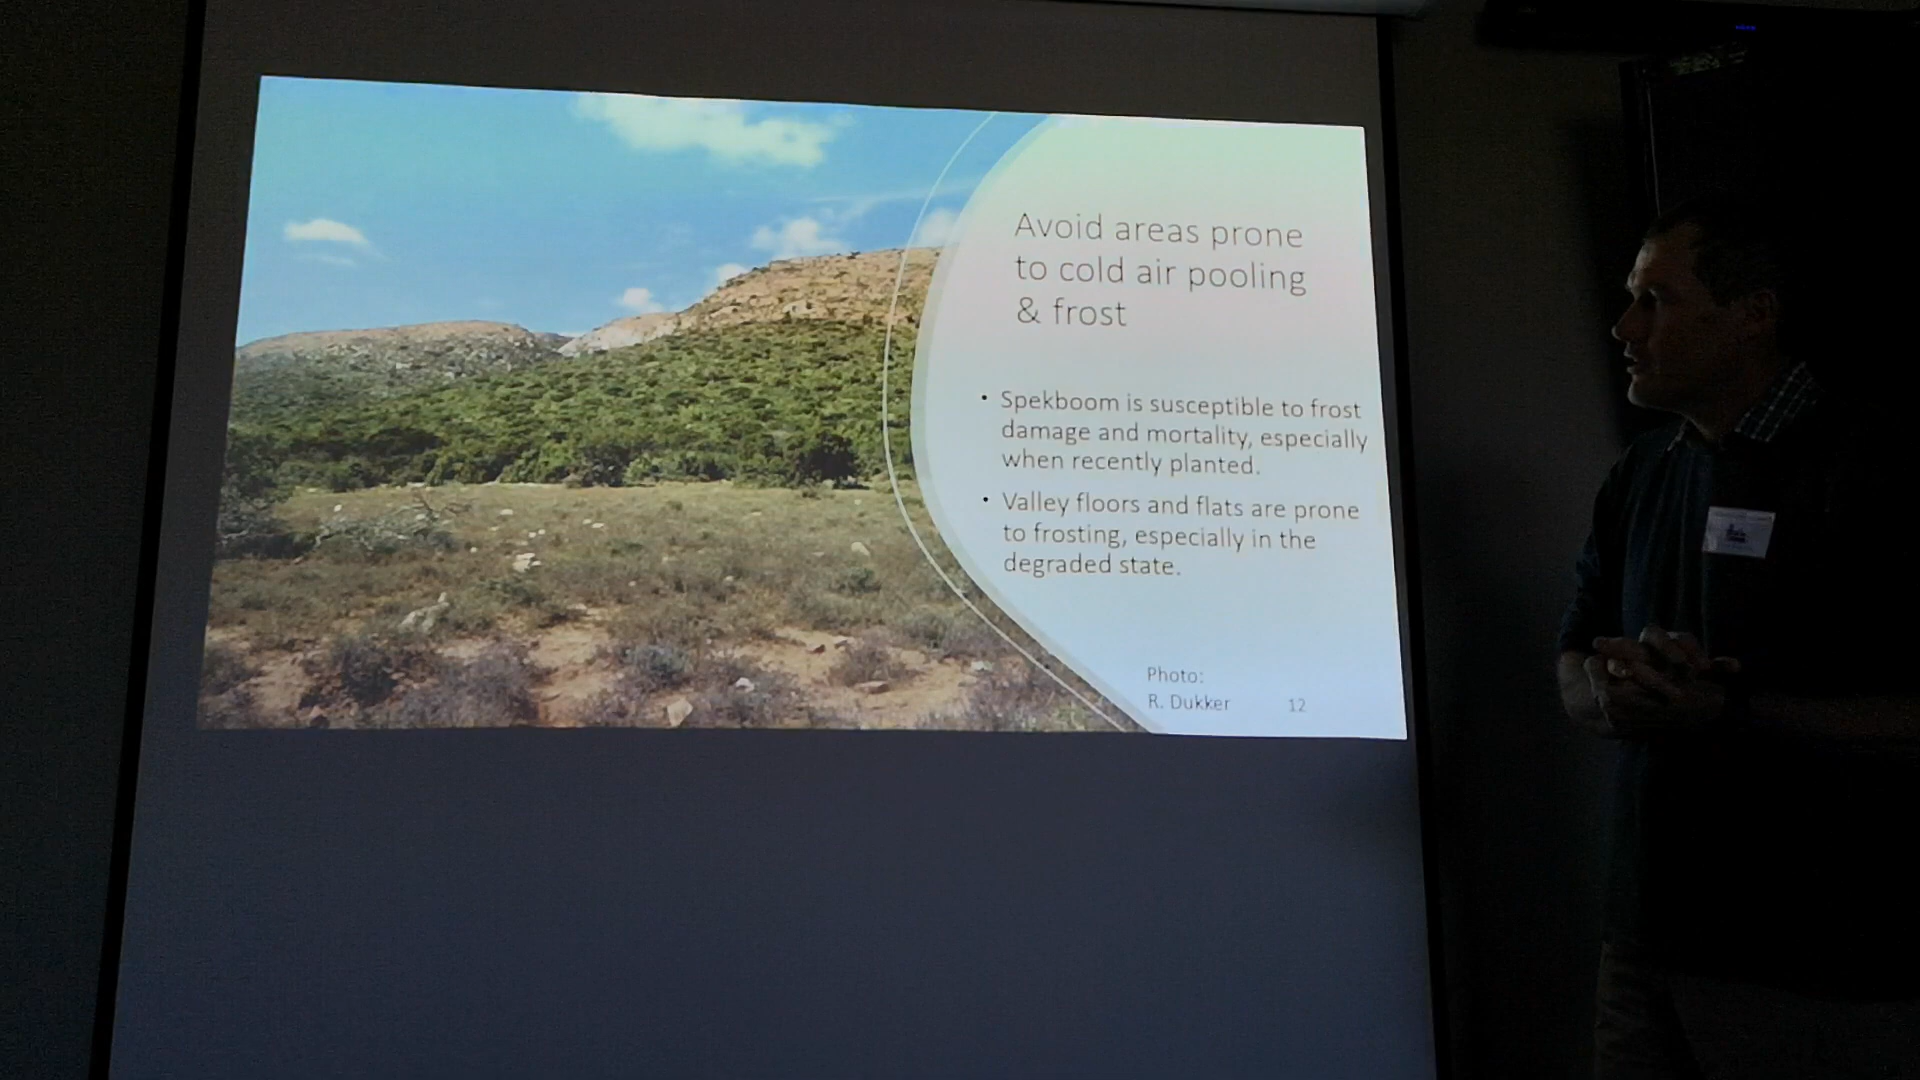 Avoid areas prone
to cold air pooling
& frost
• Spekboom is susceptible to frost
damage and mortality, especially
when recently planted.
• Valley floors and flats are prone
to frosting, especially in the
degraded state.
Photo:
R. Dukker
12